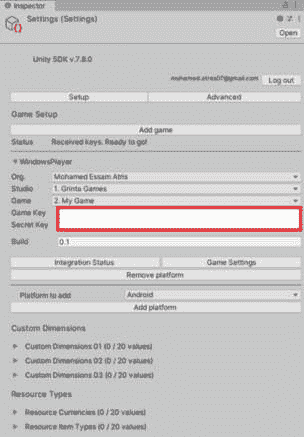 Inspector
Settings (Settings)
Open
Unity SDK v.7.8.0
Log out
Setup Advanced
Game Setup
Add game
Status Received keys. Ready to go!
WindowsPlayer
Org. Mohamed Essam Atris
Studio 1. Grinta Games
Game 2. My Game
Game Key
Secret Key
Build 0.1
Integration Status Game Settings
Remove platform
Platform to add Android
Add platform
Custom Dimensions
Custom Dimensions 01 (0 / 20 values)
Custom Dimensions 02 (0 / 20 values)
Custom Dimensions 03 (0 / 20 values)
Resource Types
Resource Currencies (0 / 20 values)
Resource Item Types (0 / 20 values)